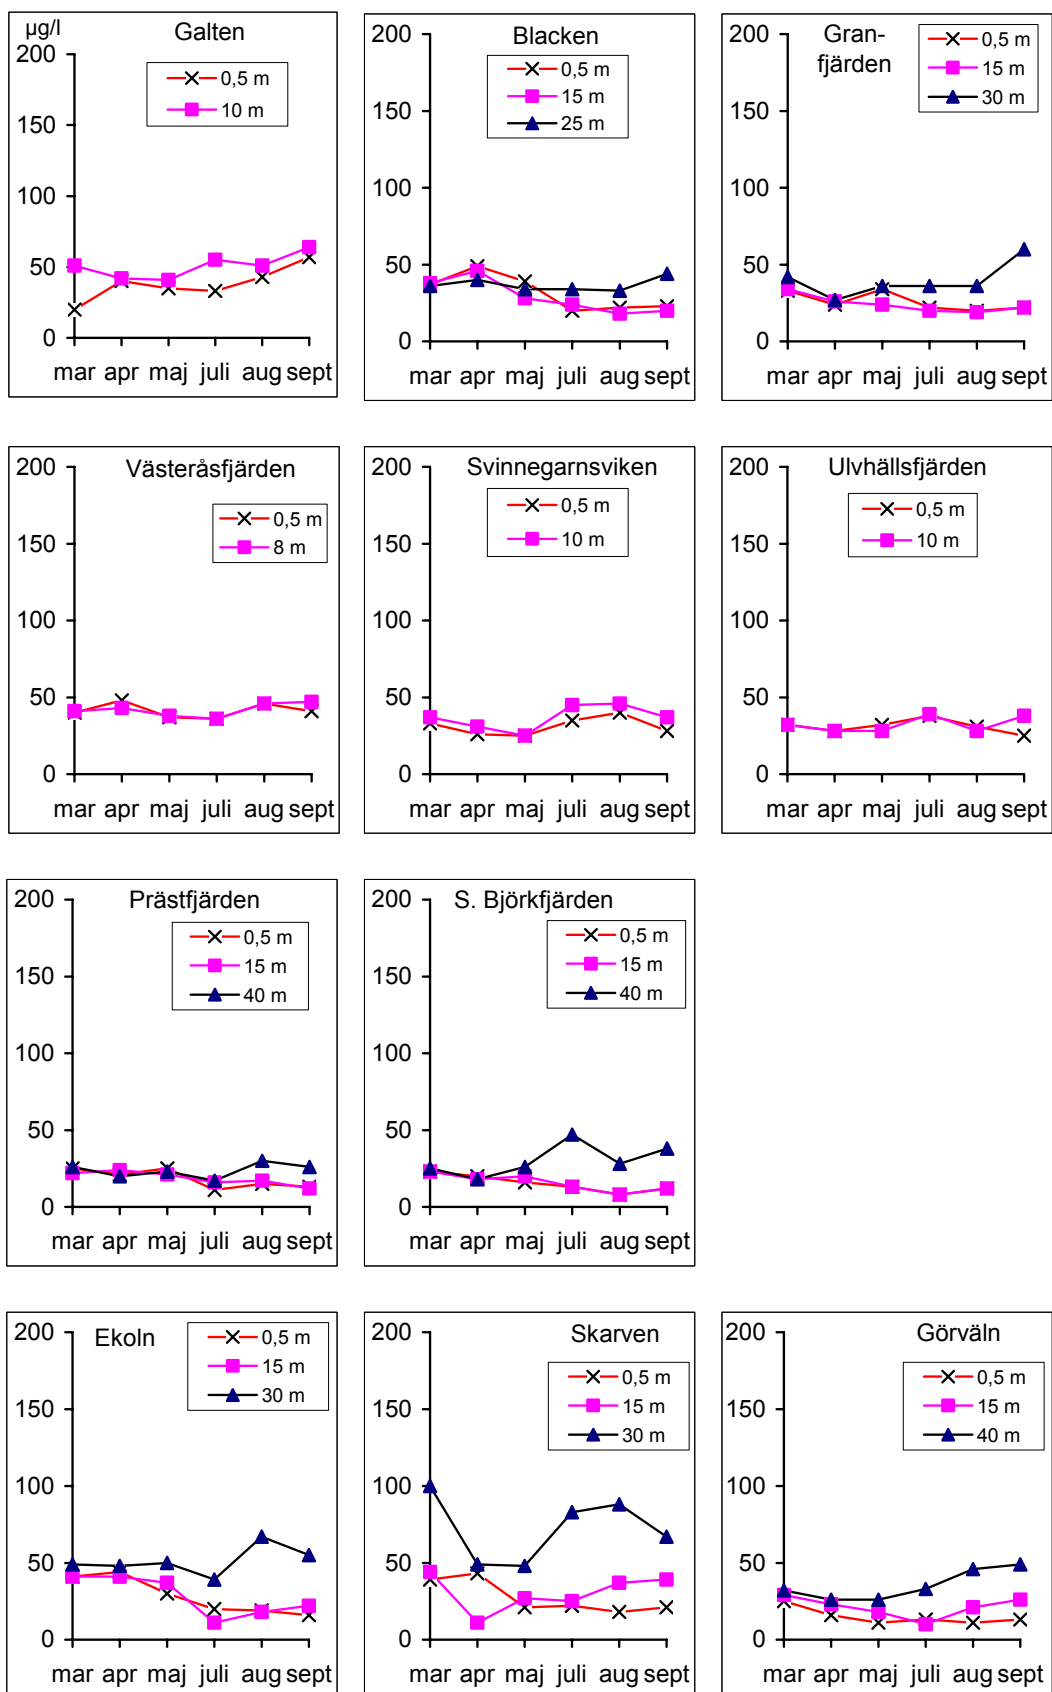 µg/l
Galten
200
0,5 m
10 m
150
100
50
0
mar apr maj juli aug sept
Blacken
200
0,5 m
15 m
25 m
150
100
50
0
mar apr maj juli aug sept
Gran-
fjärden
200
0,5 m
15 m
30 m
150
100
50
0
mar apr maj juli aug sept
Västeråsfjärden
200
0,5 m
8 m
150
100
50
0
mar apr maj juli aug sept
Svinnegarnsviken
200
0,5 m
10 m
150
100
50
0
mar apr maj juli aug sept
Ulvhällsfjärden
200
0,5 m
10 m
150
100
50
0
mar apr maj juli aug sept
Prästfjärden
200
0,5 m
15 m
40 m
150
100
50
0
mar apr maj juli aug sept
S. Björkfjärden
200
0,5 m
15 m
40 m
150
100
50
0
mar apr maj juli aug sept
Ekoln
200
0,5 m
15 m
30 m
150
100
50
0
mar apr maj juli aug sept
Skarven
200
0,5 m
15 m
30 m
150
100
50
0
mar apr maj juli aug sept
Görväln
200
0,5 m
15 m
40 m
150
100
50
0
mar apr maj juli aug sept